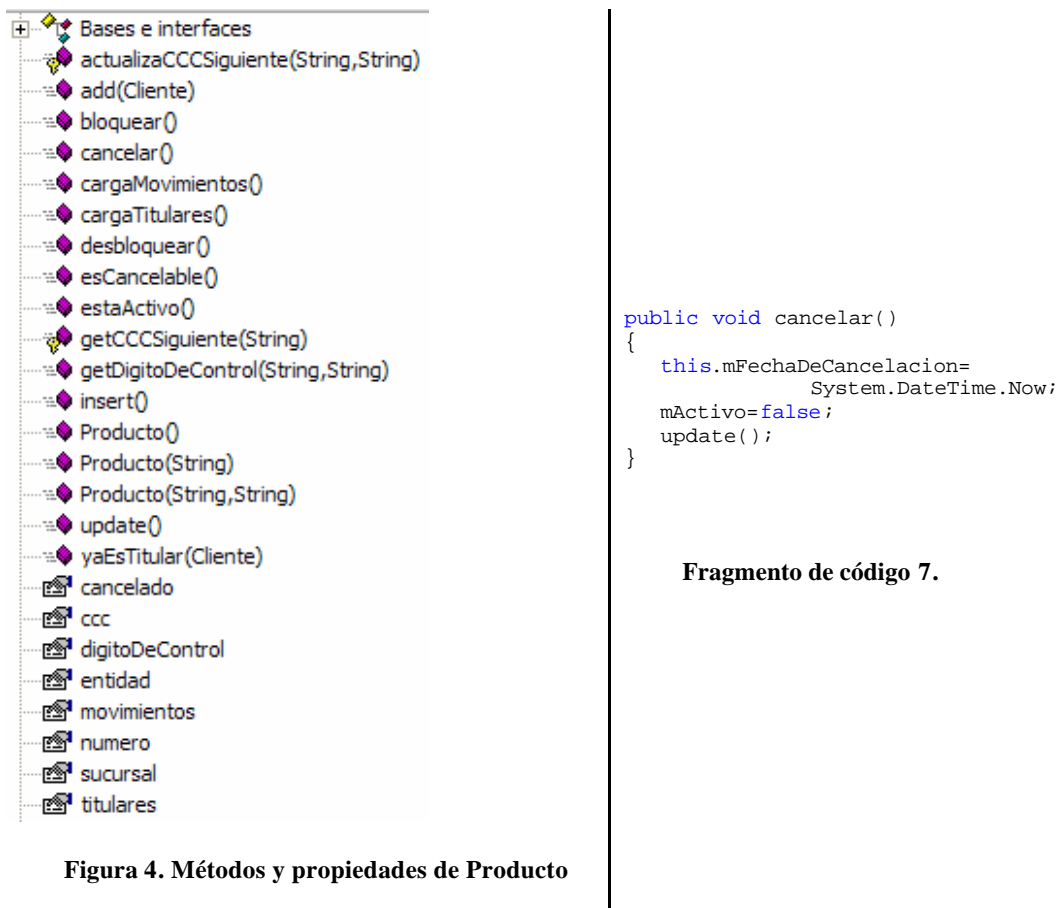 Bases e interfaces
actualizaCCCSiguiente(String,String)
add(Cliente)
bloquear()
cancelar()
cargaMovimientos()
cargaTitulares()
desbloquear()
esCancelable()
estaActivo()
getCCCSiguiente(String)
getDigitoDeControl(String,String)
insert()
Producto()
Producto(String)
Producto(String,String)
update()
yaEsTitular(Cliente)
cancelado
ccc
digitoDeControl
entidad
movimientos
numero
sucursal
titulares
Figura 4. Métodos y propiedades de Producto
public void cancelar()
{
this.mFechaDeCancelacion=
System.DateTime.Now;
mActivo=false;
update();
}
Fragmento de código 7.